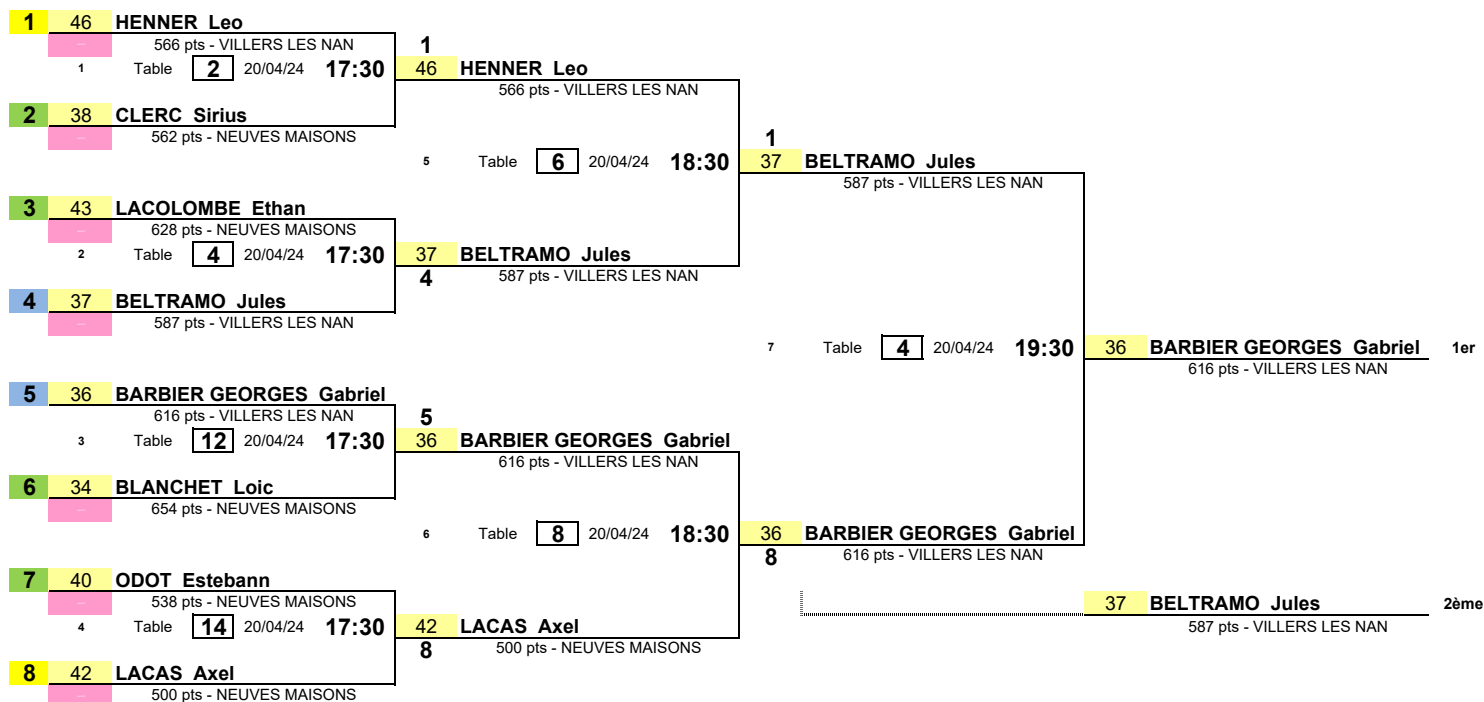 1 46 HENNER Leo
566 pts - VILLERS LES NAN
1 Table 2 20/04/24 17:30
2 38 CLERC Sirius
562 pts - NEUVES MAISONS
3 43 LACOLOMBE Ethan
628 pts - NEUVES MAISONS
2 Table 4 20/04/24 17:30
4 37 BELTRAMO Jules
587 pts - VILLERS LES NAN
5 36 BARBIER GEORGES Gabriel
616 pts - VILLERS LES NAN
3 Table 12 20/04/24 17:30
6 34 BLANCHET Loic
654 pts - NEUVES MAISONS
7 40 ODOT Estebann
538 pts - NEUVES MAISONS
4 Table 14 20/04/24 17:30
8 42 LACAS Axel
500 pts - NEUVES MAISONS
1
46 HENNER Leo
566 pts - VILLERS LES NAN
5 Table 6 20/04/24 18:30
37 BELTRAMO Jules
4 587 pts - VILLERS LES NAN
5
36 BARBIER GEORGES Gabriel
616 pts - VILLERS LES NAN
6 Table 8 20/04/24 18:30
42 LACAS Axel
8 500 pts - NEUVES MAISONS
1
37 BELTRAMO Jules
587 pts - VILLERS LES NAN
7 Table 4 20/04/24 19:30
36 BARBIER GEORGES Gabriel
8 616 pts - VILLERS LES NAN
36 BARBIER GEORGES Gabriel 1er
616 pts - VILLERS LES NAN
37 BELTRAMO Jules 2ème
587 pts - VILLERS LES NAN